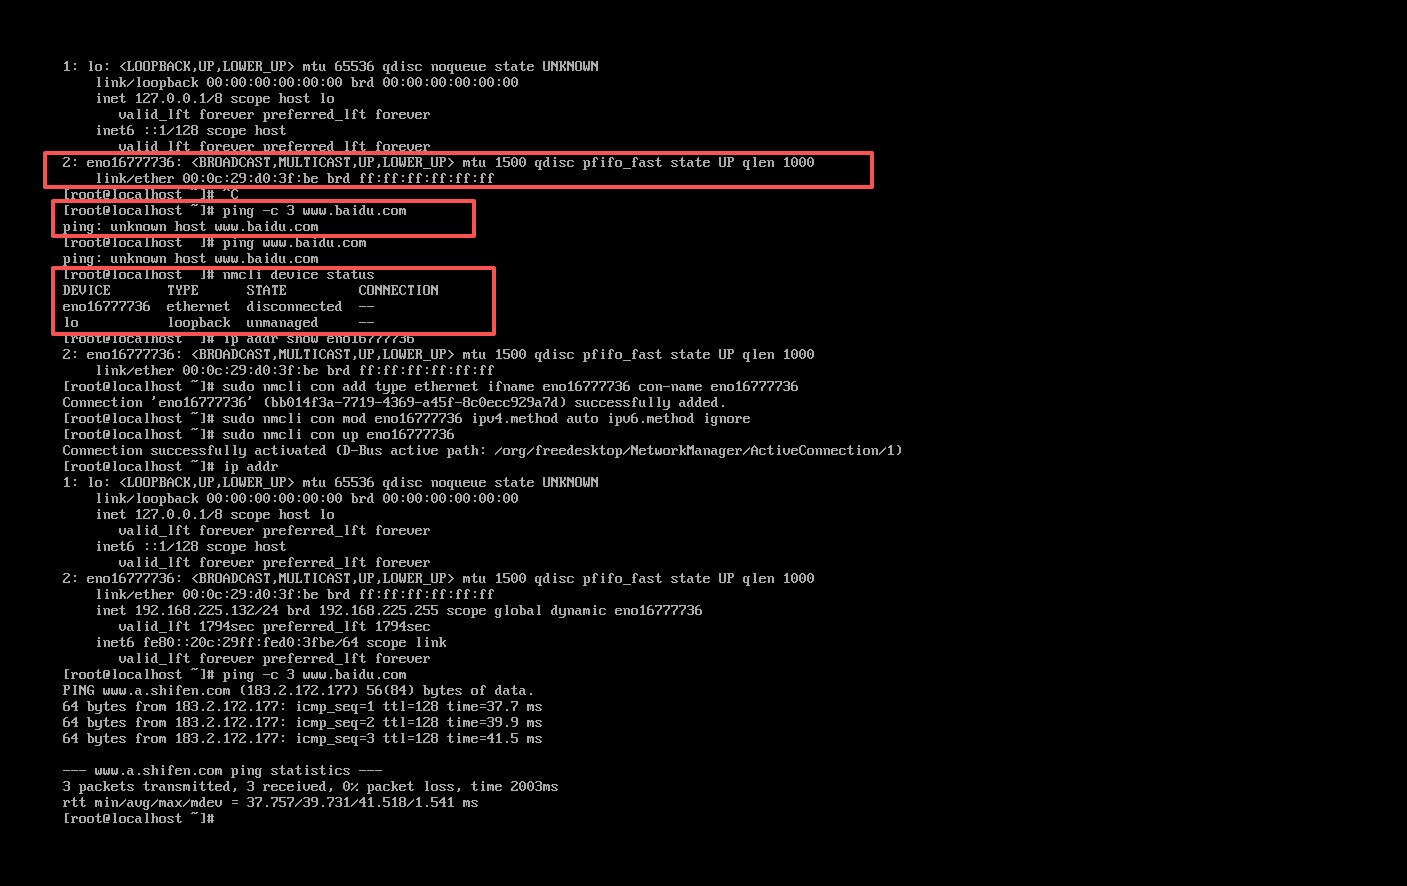 1: lo: <LOOPBACK,UP,LOWER_UP> mtu 65536 qdisc noqueue state UNKNOWN
    link/loopback 00:00:00:00:00:00 brd 00:00:00:00:00:00
    inet 127.0.0.1/8 scope host lo
       valid_lft forever preferred_lft forever
    inet6 ::1/128 scope host
       valid_lft forever preferred_lft forever
2: eno16777736: <BROADCAST,MULTICAST,UP,LOWER_UP> mtu 1500 qdisc pfifo_fast state UP qlen 1000
    link/ether 00:0c:29:d0:3f:be brd ff:ff:ff:ff:ff:ff
[root@localhost ~]# ^C
[root@localhost ~]# ping -c 3 www.baidu.com
ping: unknown host www.baidu.com
[root@localhost ~]# ping www.baidu.com
ping: unknown host www.baidu.com
[root@localhost ~]# nmcli device status
DEVICE       TYPE      STATE         CONNECTION
eno16777736  ethernet  disconnected  --
lo           loopback  unmanaged     --
[root@localhost ~]# ip addr show eno16777736
2: eno16777736: <BROADCAST,MULTICAST,UP,LOWER_UP> mtu 1500 qdisc pfifo_fast state UP qlen 1000
    link/ether 00:0c:29:d0:3f:be brd ff:ff:ff:ff:ff:ff
[root@localhost ~]# sudo nmcli con add type ethernet ifname eno16777736 con-name eno16777736
Connection 'eno16777736' (bb014f3a-7719-4369-a45f-8c0ecc929a7d) successfully added.
[root@localhost ~]# sudo nmcli con mod eno16777736 ipv4.method auto ipv6.method ignore
[root@localhost ~]# sudo nmcli con up eno16777736
Connection successfully activated (D-Bus active path: /org/freedesktop/NetworkManager/ActiveConnection/1)
[root@localhost ~]# ip addr
1: lo: <LOOPBACK,UP,LOWER_UP> mtu 65536 qdisc noqueue state UNKNOWN
    link/loopback 00:00:00:00:00:00 brd 00:00:00:00:00:00
    inet 127.0.0.1/8 scope host lo
       valid_lft forever preferred_lft forever
    inet6 ::1/128 scope host
       valid_lft forever preferred_lft forever
2: eno16777736: <BROADCAST,MULTICAST,UP,LOWER_UP> mtu 1500 qdisc pfifo_fast state UP qlen 1000
    link/ether 00:0c:29:d0:3f:be brd ff:ff:ff:ff:ff:ff
    inet 192.168.225.132/24 brd 192.168.225.255 scope global dynamic eno16777736
       valid_lft 1794sec preferred_lft 1794sec
    inet6 fe80::20c:29ff:fed0:3fbe/64 scope link
       valid_lft forever preferred_lft forever
[root@localhost ~]# ping -c 3 www.baidu.com
PING www.a.shifen.com (183.2.172.177) 56(84) bytes of data.
64 bytes from 183.2.172.177: icmp_seq=1 ttl=128 time=37.7 ms
64 bytes from 183.2.172.177: icmp_seq=2 ttl=128 time=39.9 ms
64 bytes from 183.2.172.177: icmp_seq=3 ttl=128 time=41.5 ms
--- www.a.shifen.com ping statistics ---
3 packets transmitted, 3 received, 0% packet loss, time 2003ms
rtt min/avg/max/mdev = 37.757/39.731/41.518/1.541 ms
[root@localhost ~]#